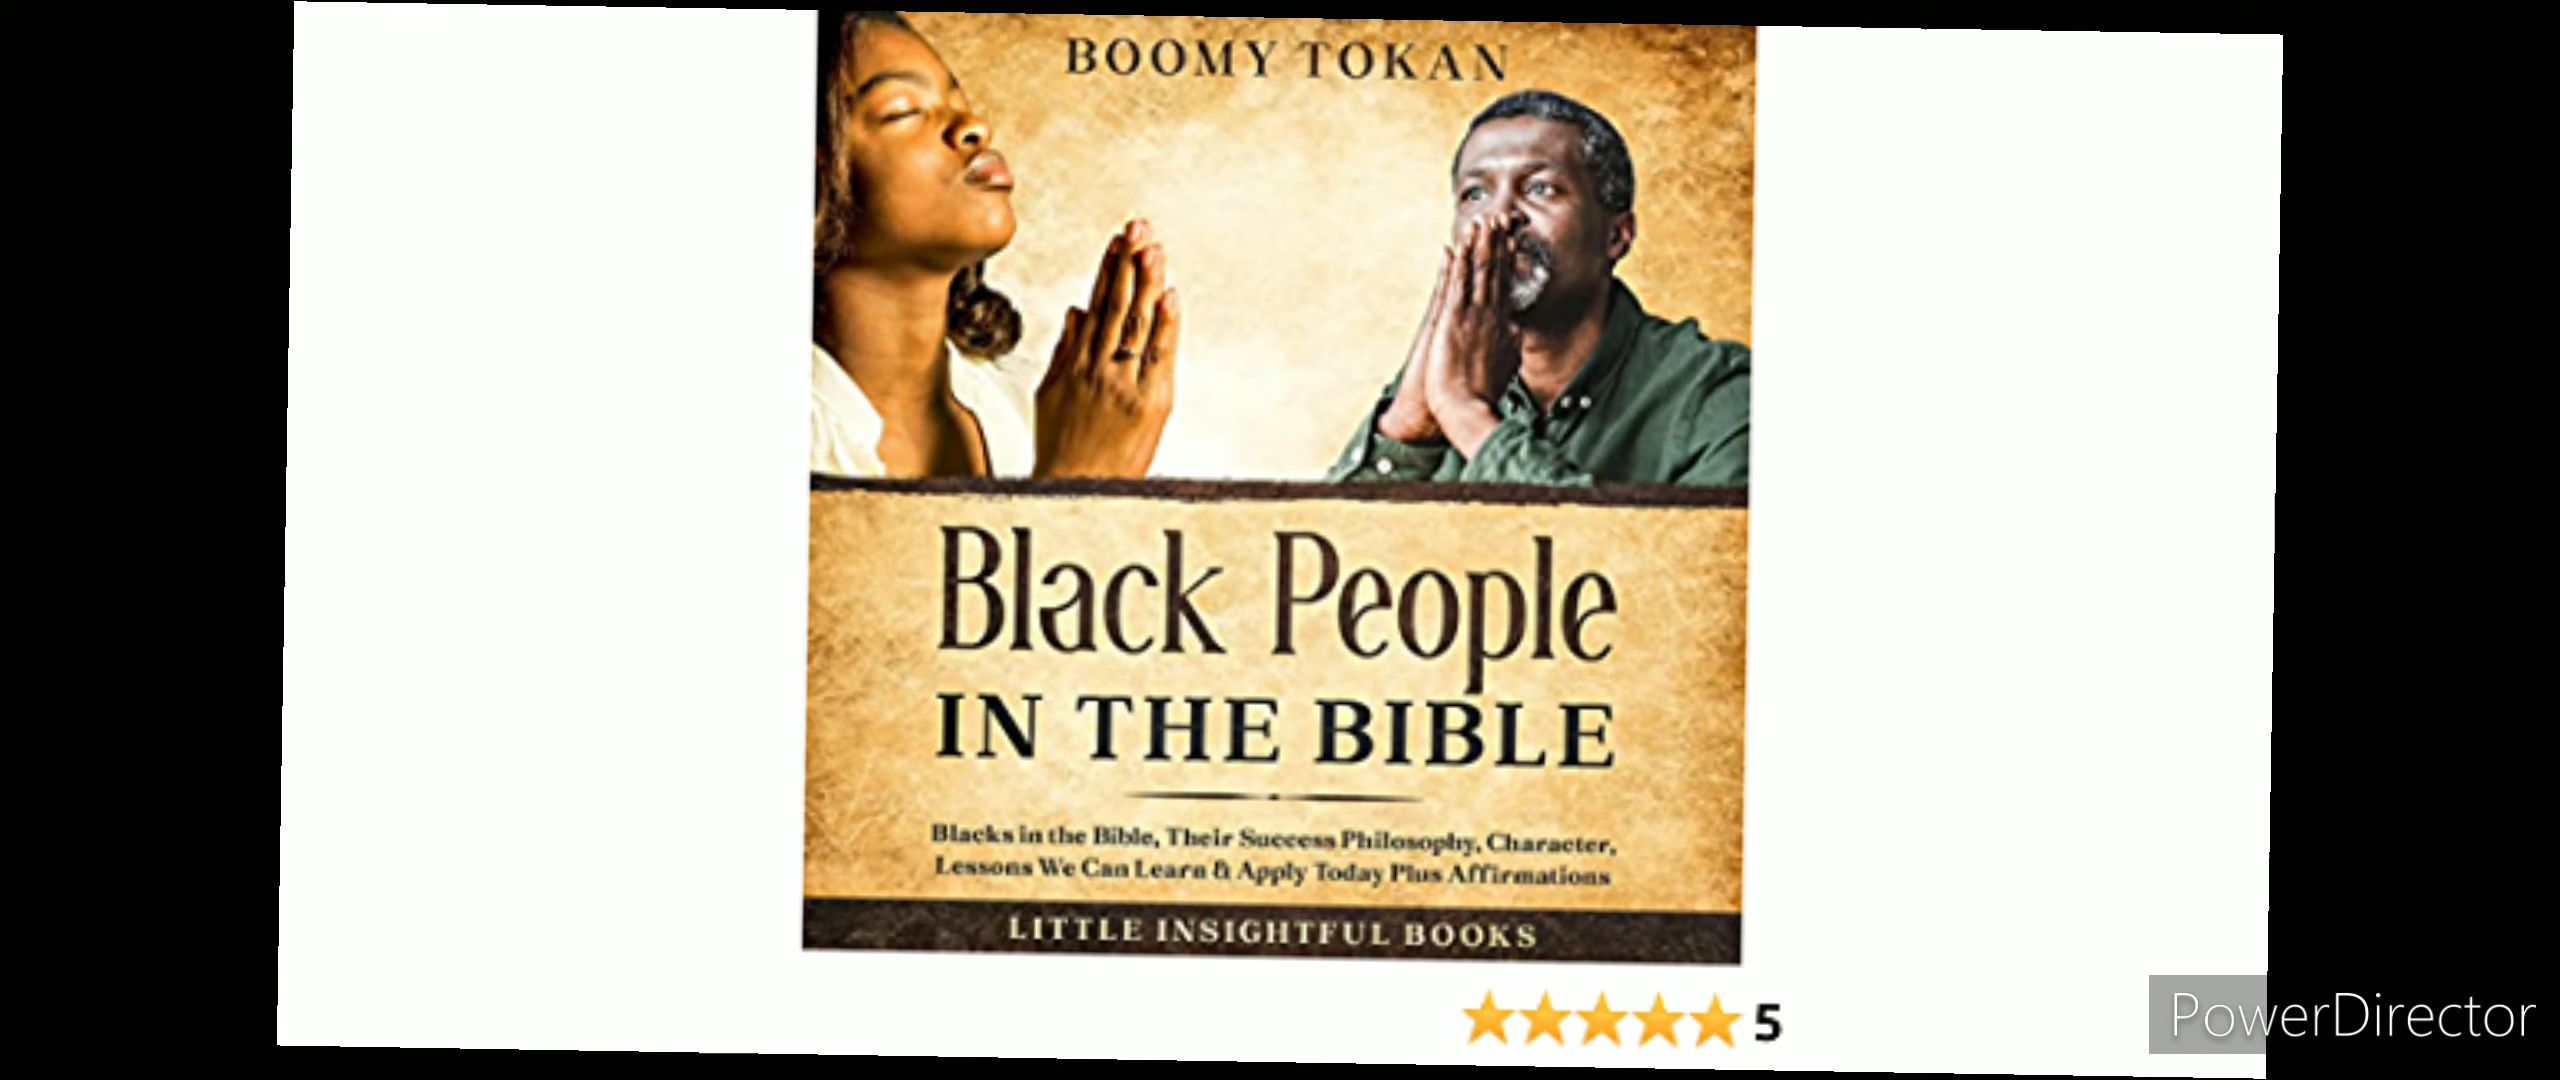 BOOMY TOKAN
Black People
IN THE BIBLE
Blacks in the Bible, Their Success Philosophy, Character,
Lessons We Can Learn & Apply Today Plus Affirmations
LITTLE INSIGHTFUL BOOKS
5
PowerDirector